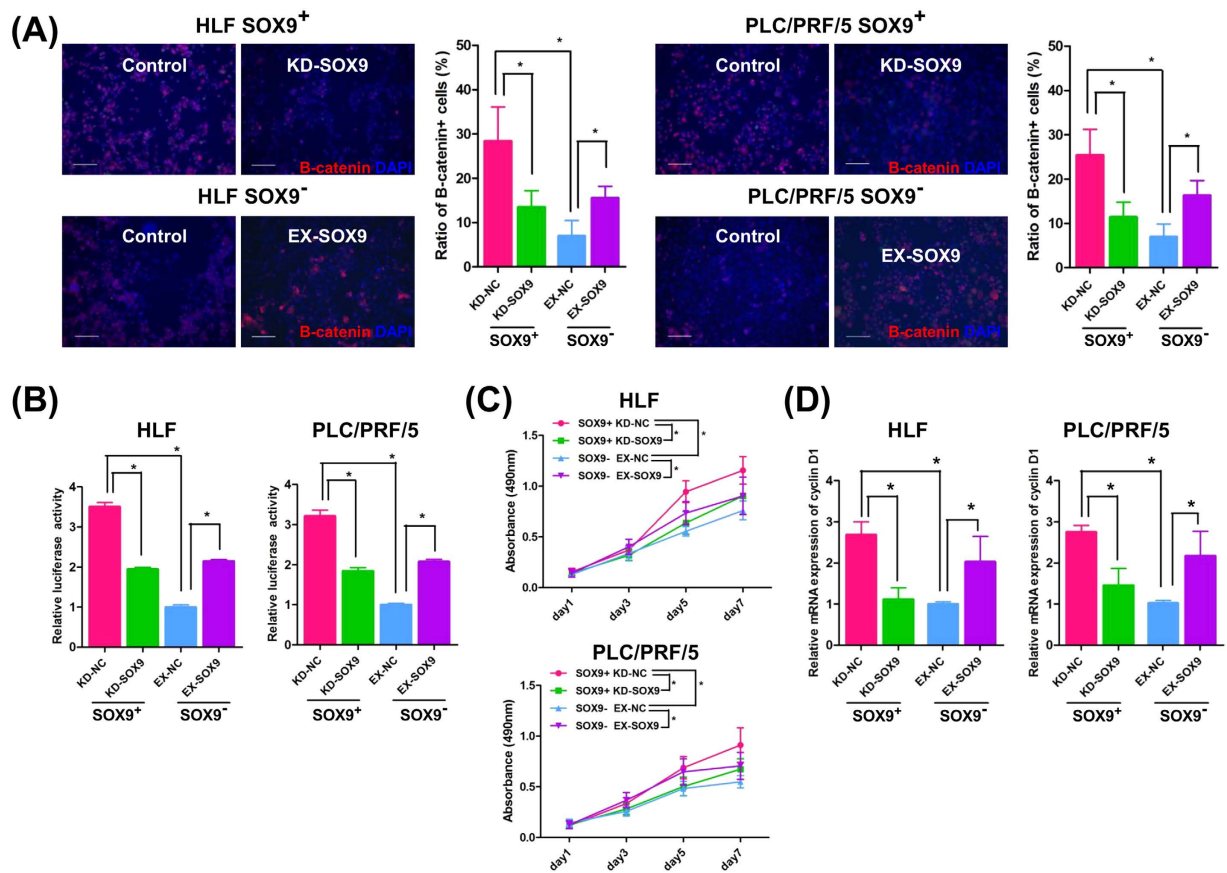 (A)
HLF SOX9+
Control
KD-SOX9
B-catenin DAPI
HLF SOX9-
Control
EX-SOX9
B-catenin DAPI
Ratio of B-catenin+ cells (%)
50
40
30
20
10
0
KD-NC
KD-SOX9
EX-NC
EX-SOX9
SOX9+
SOX9-
*
*
*
PLC/PRF/5 SOX9+
Control
KD-SOX9
B-catenin DAPI
PLC/PRF/5 SOX9-
Control
EX-SOX9
B-catenin DAPI
Ratio of B-catenin+ cells (%)
50
40
30
20
10
0
KD-NC
KD-SOX9
EX-NC
EX-SOX9
SOX9+
SOX9-
*
*
*
(B)
HLF
Relative luciferase activity
4
3
2
1
0
KD-NC
KD-SOX9
EX-NC
EX-SOX9
SOX9+
SOX9-
*
*
*
PLC/PRF/5
Relative luciferase activity
4
3
2
1
0
KD-NC
KD-SOX9
EX-NC
EX-SOX9
SOX9+
SOX9-
*
*
*
(C)
HLF
SOX9+ KD-NC
SOX9+ KD-SOX9
SOX9- EX-NC
SOX9- EX-SOX9
*
*
*
Absorbance (490nm)
1.5
1.0
0.5
0.0
day1
day3
day5
day7
PLC/PRF/5
SOX9+ KD-NC
SOX9+ KD-SOX9
SOX9- EX-NC
SOX9- EX-SOX9
*
*
*
Absorbance (490nm)
1.5
1.0
0.5
0.0
day1
day3
day5
day7
(D)
HLF
Relative mRNA expression of cyclin D1
4
3
2
1
0
KD-NC
KD-SOX9
EX-NC
EX-SOX9
SOX9+
SOX9-
*
*
*
PLC/PRF/5
Relative mRNA expression of cyclin D1
4
3
2
1
0
KD-NC
KD-SOX9
EX-NC
EX-SOX9
SOX9+
SOX9-
*
*
*